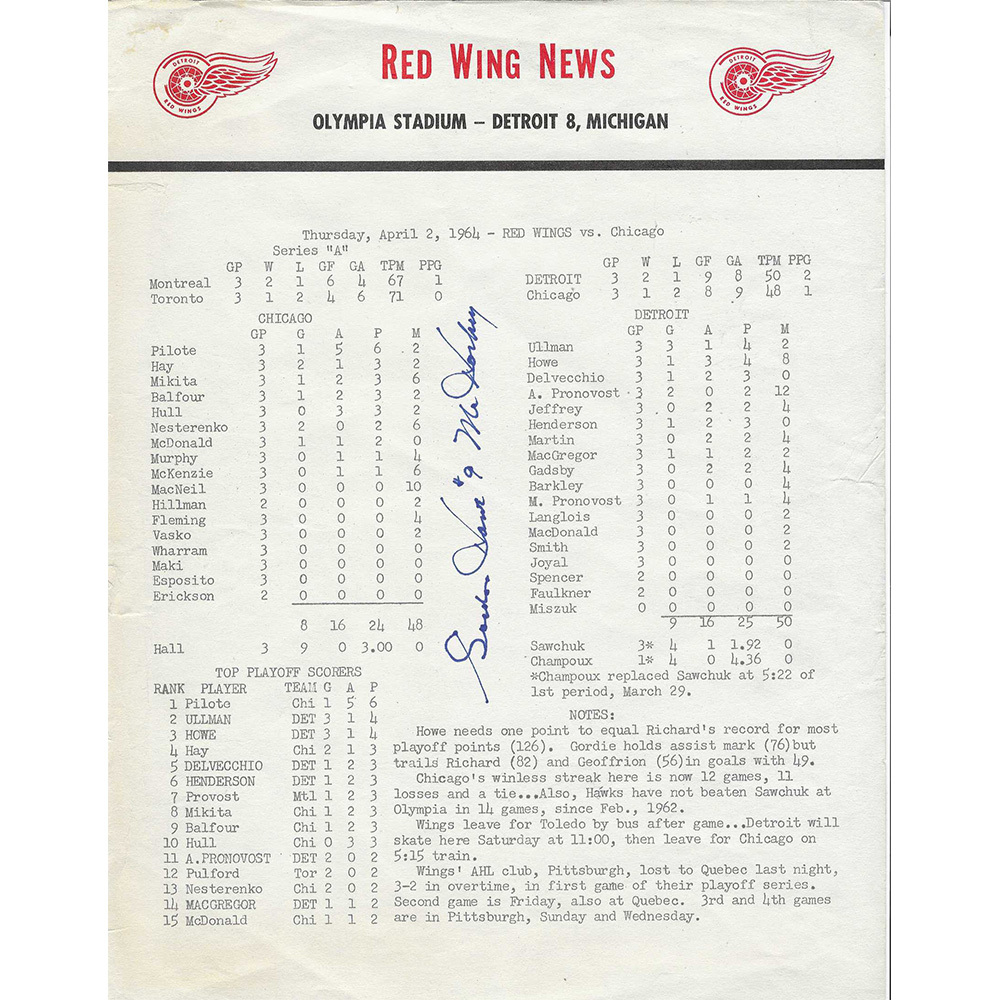 DETROIT
RED WINGS
RED WING NEWS
DETROIT
RED WINGS
OLYMPIA STADIUM – DETROIT 8, MICHIGAN
Thursday, April 2, 1964 - RED WINGS vs. Chicago
Series "A"
GP W L GF GA TPM PPG
Montreal 3 2 1 6 4 67 1
Toronto 3 1 2 4 6 71 0
GP W L GF GA TPM PPG
DETROIT 3 2 1 9 8 50 2
Chicago 3 1 2 8 9 48 1
CHICAGO
GP G A P M
Pilote 3 1 5 6 2
Hay 3 2 1 3 2
Mikita 3 1 2 3 6
Balfour 3 1 2 3 2
Hull 3 0 3 3 2
Nesterenko 3 2 0 2 6
McDonald 3 1 1 2 0
Murphy 3 0 1 1 4
McKenzie 3 0 1 1 6
MacNeil 3 0 0 0 10
Hillman 2 0 0 0 2
Fleming 3 0 0 0 4
Vasko 3 0 0 0 2
Wharram 3 0 0 0 0
Maki 3 0 0 0 0
Esposito 3 0 0 0 0
Erickson 2 0 0 0 0
8 16 24 48
Hall 3 9 0 3.00 0
Gordie Howe #9 Mr Hockey
DETROIT
GP G A P M
Ullman 3 3 1 4 2
Howe 3 1 3 4 8
Delvecchio 3 1 2 3 0
A. Pronovost 3 2 0 2 12
Jeffrey 3 0 2 2 4
Henderson 3 1 2 3 0
Martin 3 0 2 2 4
MacGregor 3 1 1 2 2
Gadsby 3 0 2 2 4
Barkley 3 0 0 0 4
M. Pronovost 3 0 1 1 4
Langlois 3 0 0 0 2
MacDonald 3 0 0 0 2
Smith 3 0 0 0 2
Joyal 3 0 0 0 0
Spencer 2 0 0 0 0
Faulkner 2 0 0 0 0
Miszuk 0 0 0 0 0
9 16 25 50
Sawchuk 3* 4 1 1.92 0
Champoux 1* 4 0 4.36 0
*Champoux replaced Sawchuk at 5:22 of
1st period, March 29.
TOP PLAYOFF SCORERS
RANK PLAYER TEAM G A P
1 Pilote Chi 1 5 6
2 ULLMAN DET 3 1 4
3 HOWE DET 3 1 4
4 Hay Chi 2 1 3
5 DELVECCHIO DET 1 2 3
6 HENDERSON DET 1 2 3
7 Provost Mtl 1 2 3
8 Mikita Chi 1 2 3
9 Balfour Chi 1 2 3
10 Hull Chi 0 3 3
11 A.PRONOVOST DET 2 0 2
12 Pulford Tor 2 0 2
13 Nesterenko Chi 2 0 2
14 MACGREGOR DET 1 1 2
15 McDonald Chi 1 1 2
NOTES:
Howe needs one point to equal Richard's record for most
playoff points (126). Gordie holds assist mark (76)but
trails Richard (82) and Geoffrion (56)in goals with 49.
Chicago's winless streak here is now 12 games, 11
losses and a tie...Also, Hawks have not beaten Sawchuk at
Olympia in 14 games, since Feb., 1962.
Wings leave for Toledo by bus after game...Detroit will
skate here Saturday at 11:00, then leave for Chicago on
5:15 train.
Wings' AHL club, Pittsburgh, lost to Quebec last night,
3-2 in overtime, in first game of their playoff series.
Second game is Friday, also at Quebec. 3rd and 4th games
are in Pittsburgh, Sunday and Wednesday.